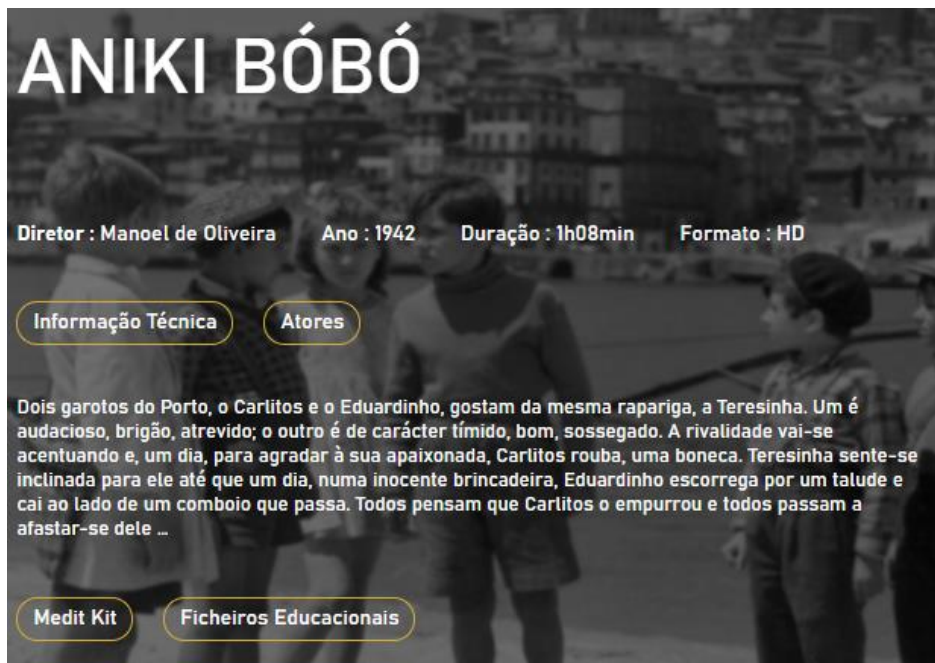 ANIKI BÓBÓ
Diretor : Manoel de Oliveira Ano : 1942 Duração : 1h08min Formato : HD
Informação Técnica Atores
Dois garotos do Porto, o Carlitos e o Eduardinho, gostam da mesma rapariga, a Teresinha. Um é
audacioso, brigão, atrevido; o outro é de carácter tímido, bom, sossegado. A rivalidade vai-se
acentuando e, um dia, para agradar à sua apaixonada, Carlitos rouba, uma boneca. Teresinha sente-se
inclinada para ele até que um dia, numa inocente brincadeira, Eduardinho escorrega por um talude e
cai ao lado de um comboio que passa. Todos pensam que Carlitos o empurrou e todos passam a
afastar-se dele ...
Medit Kit Ficheiros Educacionais